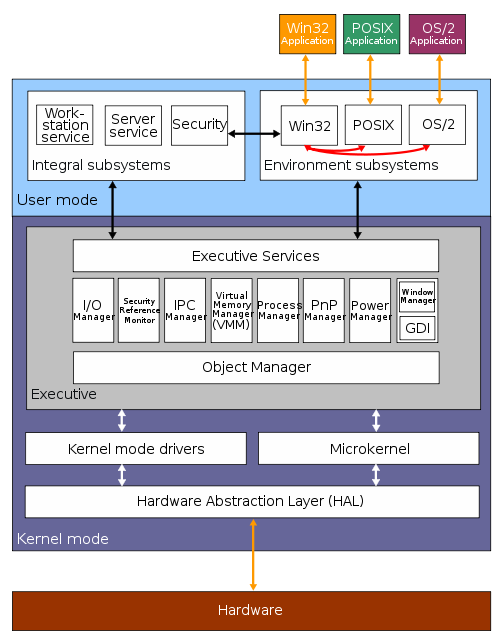 Win32
Application
POSIX
Application
OS/2
Application
Work-
station
service
Server
service
Security
Win32
POSIX
OS/2
Integral subsystems
Environment subsystems
User mode
Executive Services
I/O
Manager
Security
Reference
Monitor
IPC
Manager
Virtual
Memory
Manager
(VMM)
Process
Manager
PnP
Manager
Power
Manager
Window
Manager
GDI
Object Manager
Executive
Kernel mode drivers
Microkernel
Hardware Abstraction Layer (HAL)
Kernel mode
Hardware